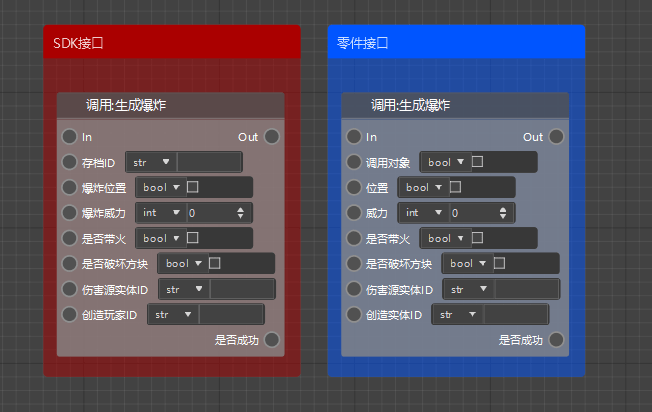 SDK接口
调用:生成爆炸
In Out
存档ID str
爆炸位置 bool
爆炸威力 int 0
是否带火 bool
是否破坏方块 bool
伤害源实体ID str
创造玩家ID str
是否成功
零件接口
调用:生成爆炸
In Out
调用对象 bool
位置 bool
威力 int 0
是否带火 bool
是否破坏方块 bool
伤害源实体ID str
创造实体ID str
是否成功